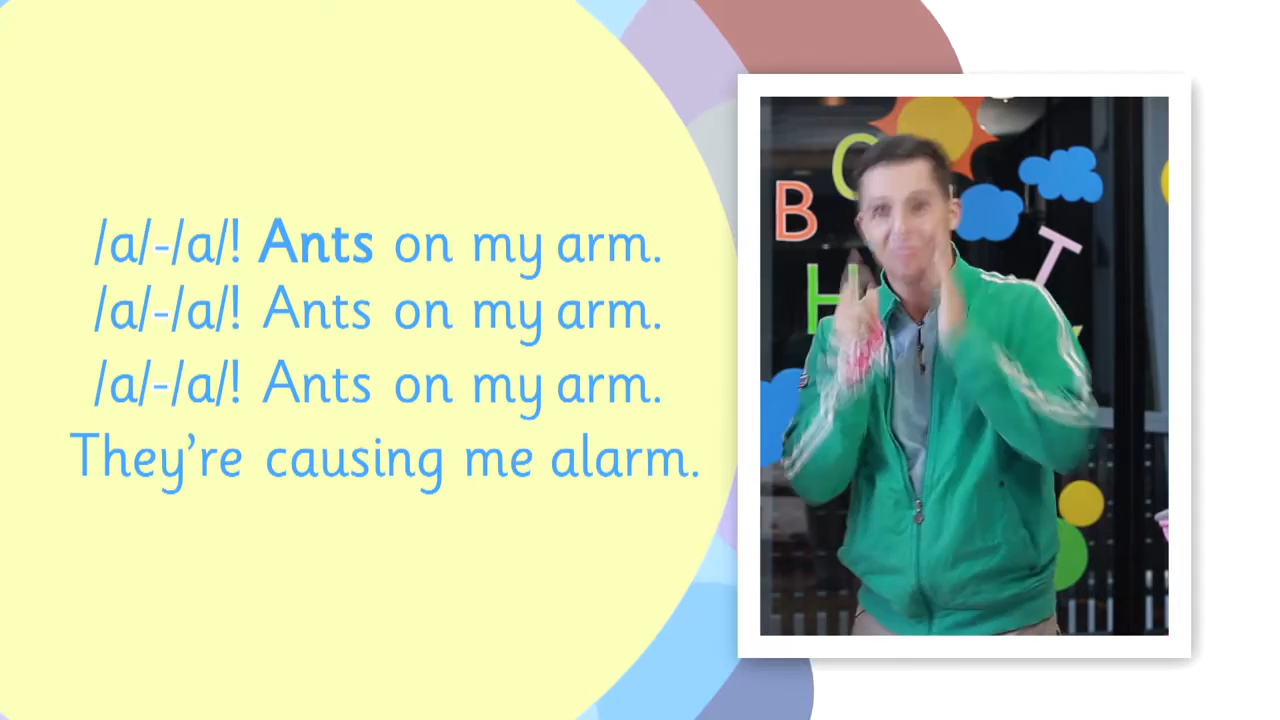 /a/-/a/! Ants on my arm.
/a/-/a/! Ants on my arm.
/a/-/a/! Ants on my arm.
They're causing me alarm.
B
C
H
T